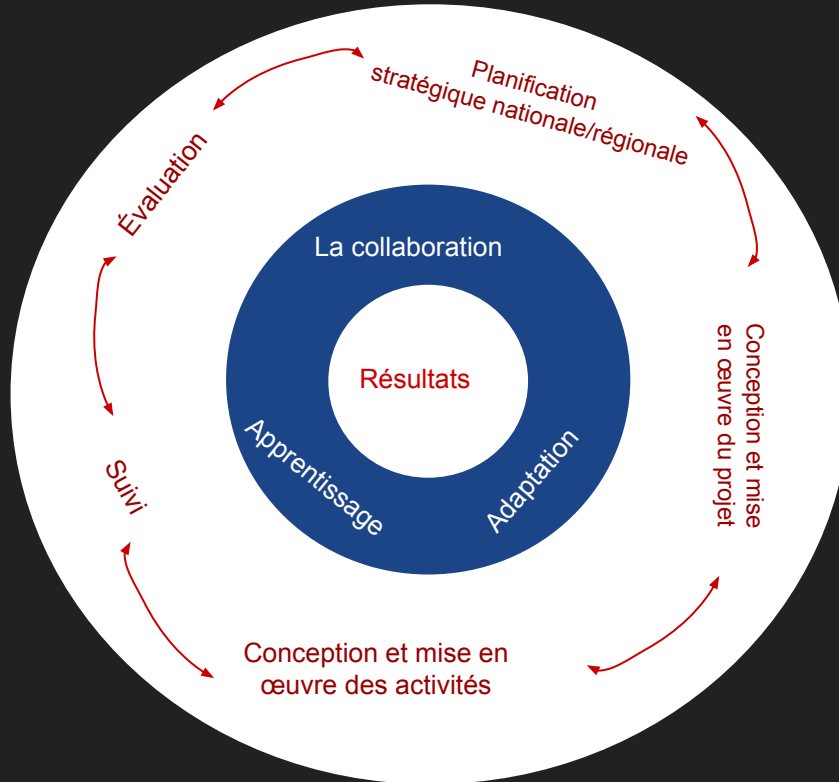 Planification
stratégique nationale/régionale
Évaluation
La collaboration
Résultats
Conception et mise
en œuvre du projet
Apprentissage
Adaptation
Suivi
Conception et mise en
œuvre des activités